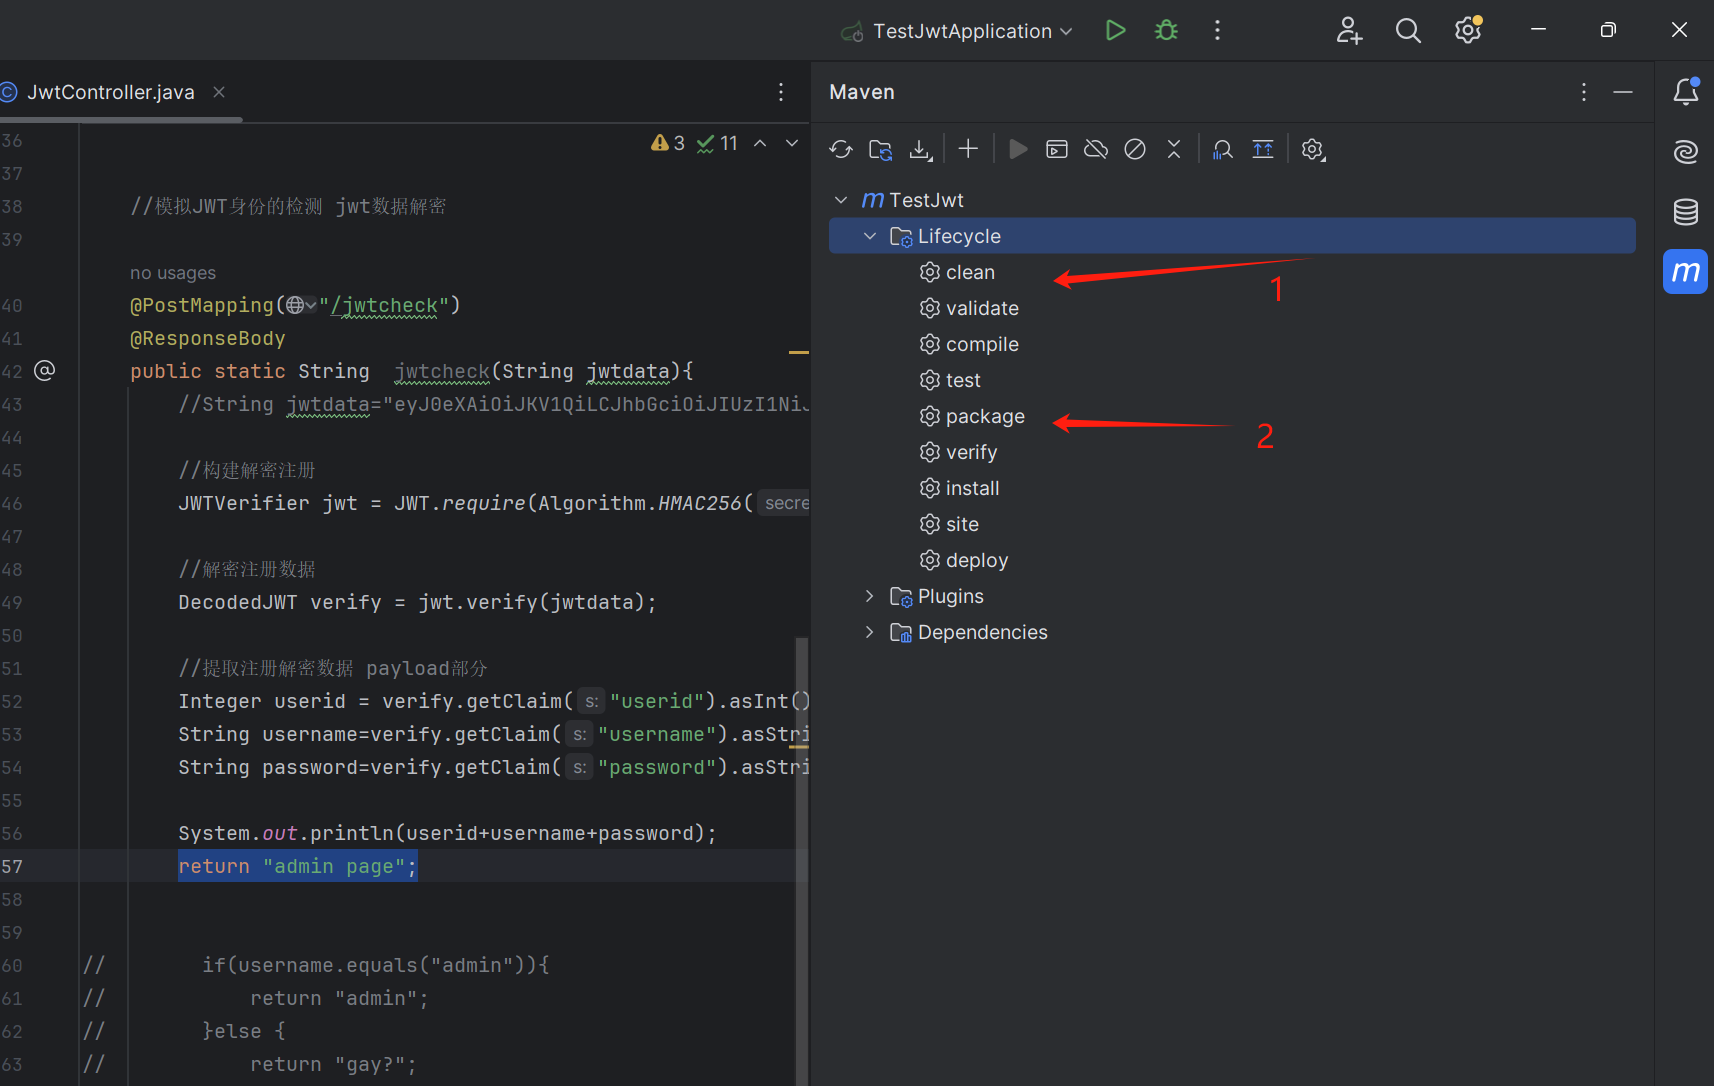 TestJwtApplication
JwtController.java
Maven
3 11
36
37
38 //模拟JWT身份的检测 jwt数据解密
39
no usages
40 @PostMapping("/jwtcheck")
41 @ResponseBody
42 public static String jwtcheck(String jwtdata){
43 //String jwtdata="eyJ0eXAiOiJKV1QiLCJhbGciOiJIUzI1NiJ
44
45 //构建解密注册
46 JWTVerifier jwt = JWT.require(Algorithm.HMAC256( secre
47
48 //解密注册数据
49 DecodedJWT verify = jwt.verify(jwtdata);
50
51 //提取注册解密数据 payload部分
52 Integer userid = verify.getClaim( s: "userid").asInt()
53 String username=verify.getClaim( s: "username").asStri
54 String password=verify.getClaim( s: "password").asStri
55
56 System.out.println(userid+username+password);
57 return "admin page";
58
59
60 // if(username.equals("admin")){
61 // return "admin";
62 // }else {
63 // return "gay?";
m TestJwt
Lifecycle
clean
1
validate
compile
test
package
2
verify
install
site
deploy
Plugins
Dependencies
m